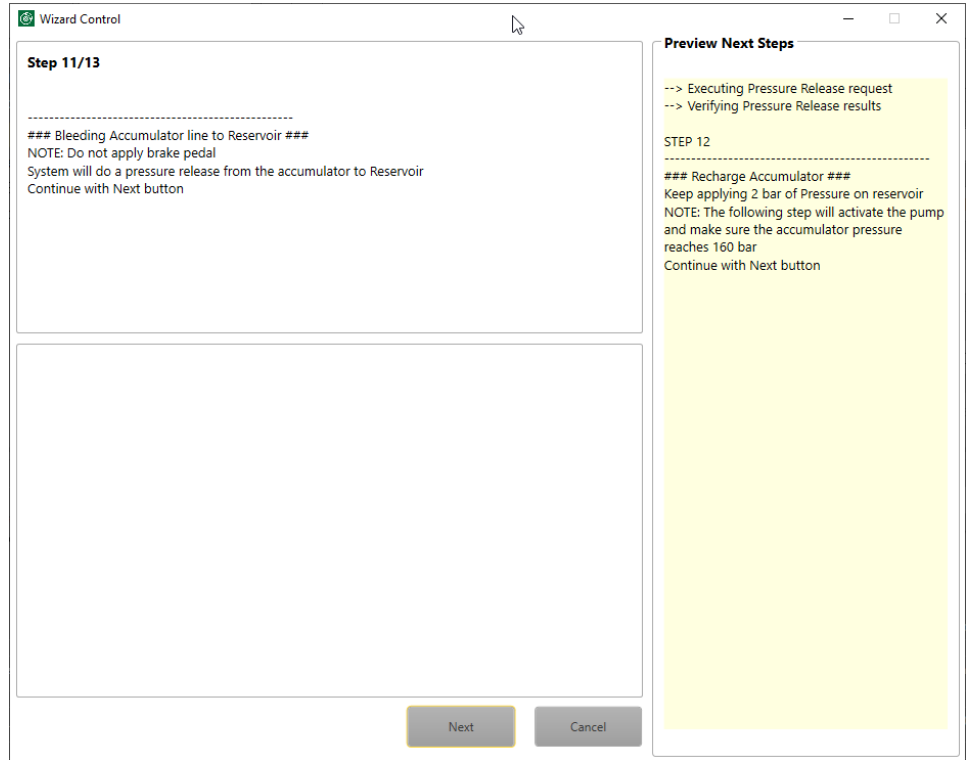 Wizard Control
Step 11/13
--------------------------------------------------
### Bleeding Accumulator line to Reservoir ###
NOTE: Do not apply brake pedal
System will do a pressure release from the accumulator to Reservoir
Continue with Next button
Next
Cancel
Preview Next Steps
--> Executing Pressure Release request
--> Verifying Pressure Release results
STEP 12
--------------------------------------------------
### Recharge Accumulator ###
Keep applying 2 bar of Pressure on reservoir
NOTE: The following step will activate the pump
and make sure the accumulator pressure
reaches 160 bar
Continue with Next button